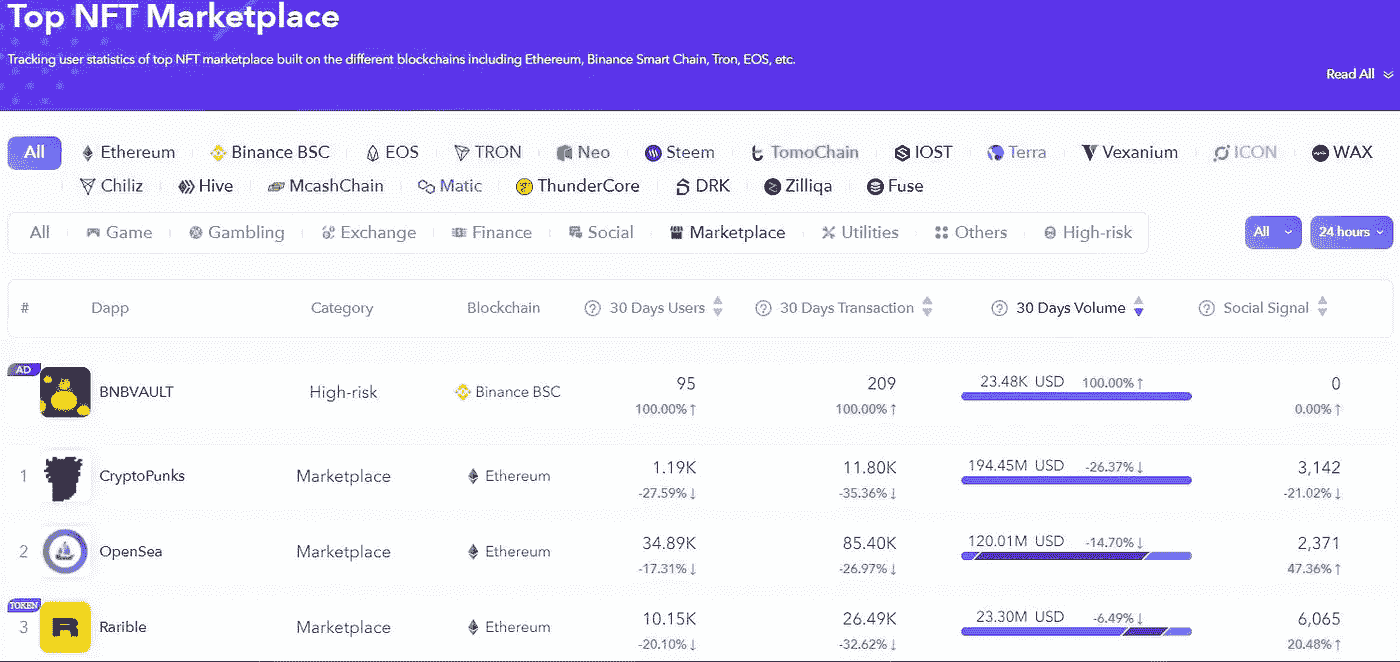 Top NFT Marketplace
Tracking user statistics of top NFT marketplace built on the different blockchains including Ethereum, Binance Smart Chain, Tron, EOS, etc.
Read All
All Ethereum Binance BSC EOS TRON Neo Steem TomoChain IOST Terra Vexanium ICON WAX
Chiliz Hive McashChain Matic ThunderCore DRK Zilliqa Fuse
All Game Gambling Exchange Finance Social Marketplace Utilities Others High-risk All 24 hours
# Dapp Category Blockchain ? 30 Days Users ? 30 Days Transaction ? 30 Days Volume ? Social Signal
AD
BNBVAULT High-risk Binance BSC 95 209 23.48K USD 100.00%↑ 0
100.00%↑ 100.00%↑ 0.00%↑
1 CryptoPunks Marketplace Ethereum 1.19K 11.80K 194.45M USD -26.37%↓ 3,142
-27.59%↓ -35.36%↓ -21.02%↓
2 OpenSea Marketplace Ethereum 34.89K 85.40K 120.01M USD -14.70%↓ 2,371
-17.31%↓ -26.97%↓ 47.36%↑
TOKEN
3 R Rarible Marketplace Ethereum 10.15K 26.49K 23.30M USD -6.49%↓ 6,065
-20.10%↓ -32.62%↓ 20.48%↑